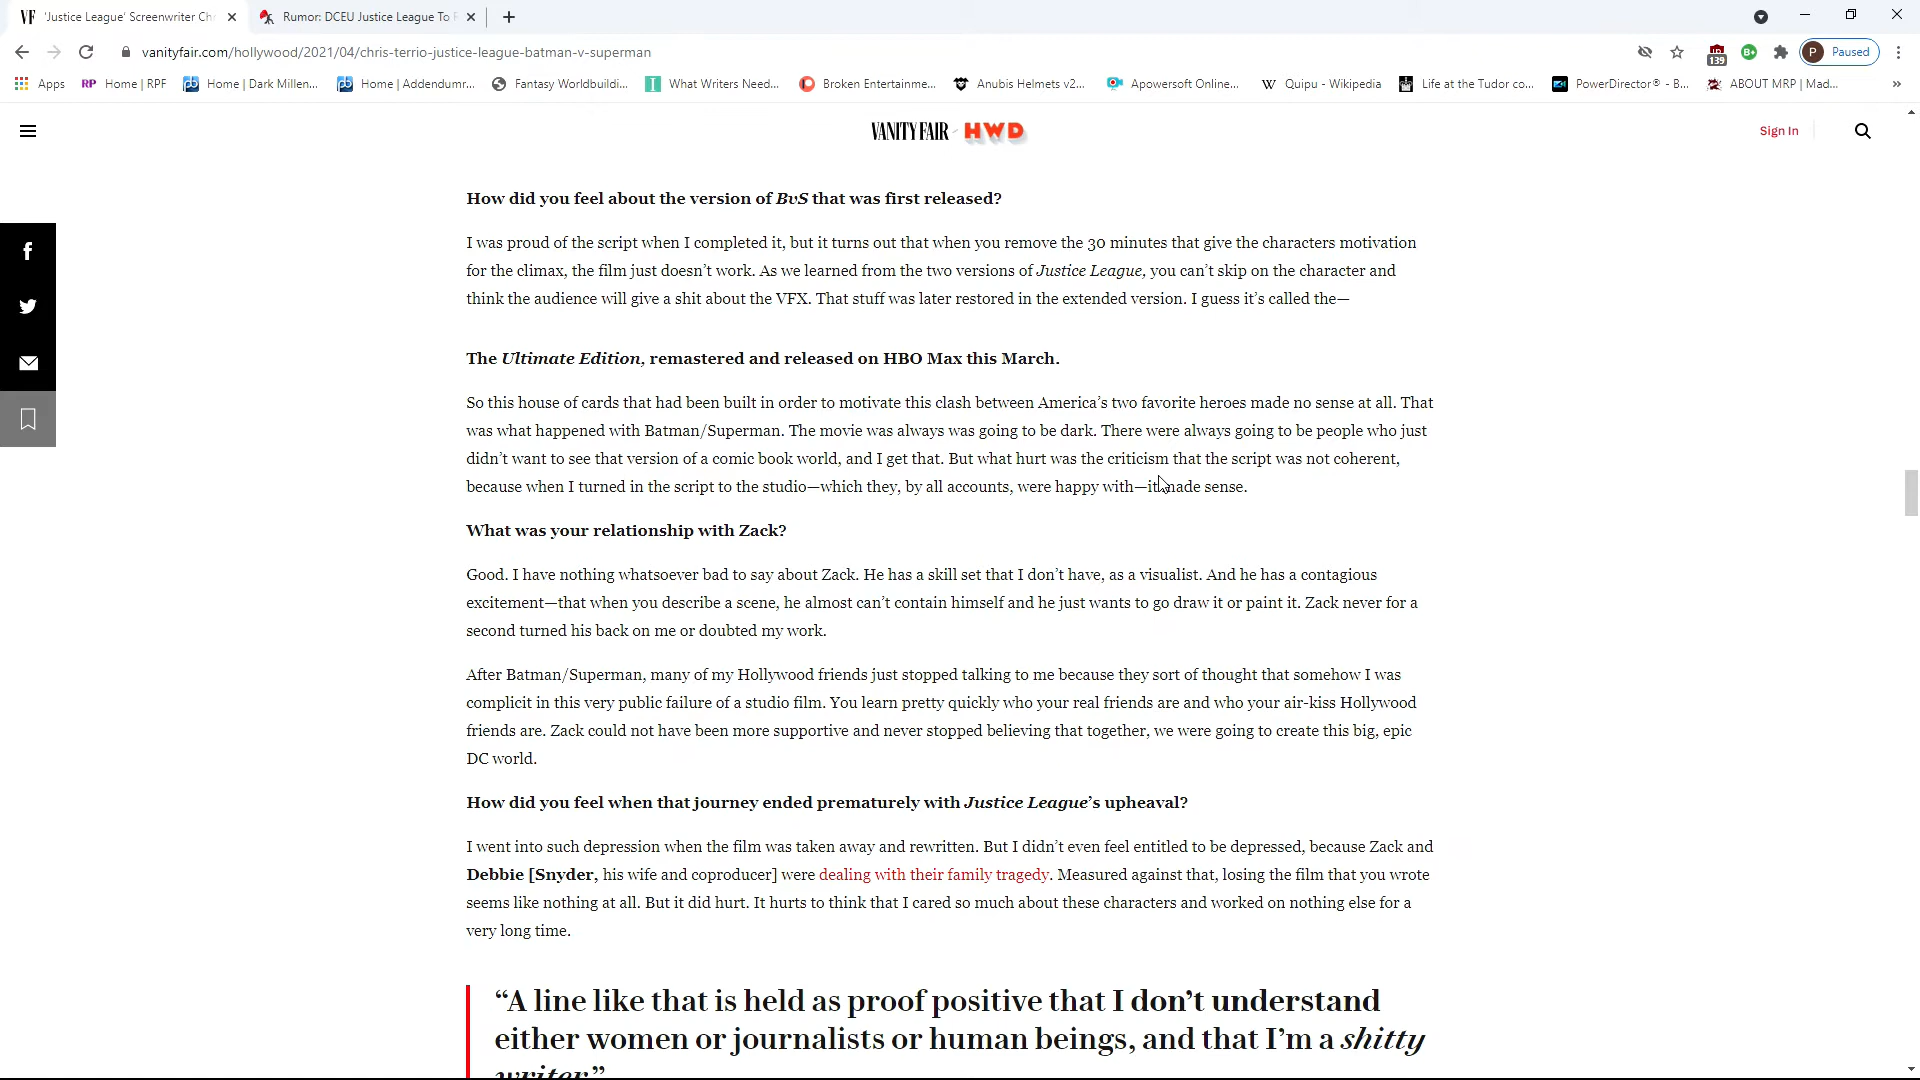 VF 'Justice League' Screenwriter Ch
Rumor: DCEU Justice League To
vanityfair.com/hollywood/2021/04/chris-terrio-justice-league-batman-v-superman
139
B+
P Paused
Apps
RP Home | RPF
Home | Dark Millen...
Home | Addendumr...
Fantasy Worldbuildi...
What Writers Need...
Broken Entertainme...
Anubis Helmets v2...
Apowersoft Online...
W Quipu - Wikipedia
Life at the Tudor co...
PowerDirector® - B...
ABOUT MRP | Mad...
»
VANITY FAIR HWD
Sign In
How did you feel about the version of BvS that was first released?
I was proud of the script when I completed it, but it turns out that when you remove the 30 minutes that give the characters motivation
for the climax, the film just doesn't work. As we learned from the two versions of Justice League, you can't skip on the character and
think the audience will give a shit about the VFX. That stuff was later restored in the extended version. I guess it's called the—
The Ultimate Edition, remastered and released on HBO Max this March.
So this house of cards that had been built in order to motivate this clash between America's two favorite heroes made no sense at all. That
was what happened with Batman/Superman. The movie was always was going to be dark. There were always going to be people who just
didn't want to see that version of a comic book world, and I get that. But what hurt was the criticism that the script was not coherent,
because when I turned in the script to the studio—which they, by all accounts, were happy with—it made sense.
What was your relationship with Zack?
Good. I have nothing whatsoever bad to say about Zack. He has a skill set that I don't have, as a visualist. And he has a contagious
excitement—that when you describe a scene, he almost can't contain himself and he just wants to go draw it or paint it. Zack never for a
second turned his back on me or doubted my work.
After Batman/Superman, many of my Hollywood friends just stopped talking to me because they sort of thought that somehow I was
complicit in this very public failure of a studio film. You learn pretty quickly who your real friends are and who your air-kiss Hollywood
friends are. Zack could not have been more supportive and never stopped believing that together, we were going to create this big, epic
DC world.
How did you feel when that journey ended prematurely with Justice League's upheaval?
I went into such depression when the film was taken away and rewritten. But I didn't even feel entitled to be depressed, because Zack and
Debbie [Snyder, his wife and coproducer] were dealing with their family tragedy. Measured against that, losing the film that you wrote
seems like nothing at all. But it did hurt. It hurts to think that I cared so much about these characters and worked on nothing else for a
very long time.
“A line like that is held as proof positive that I don't understand
either women or journalists or human beings, and that I'm a shitty
writer.”